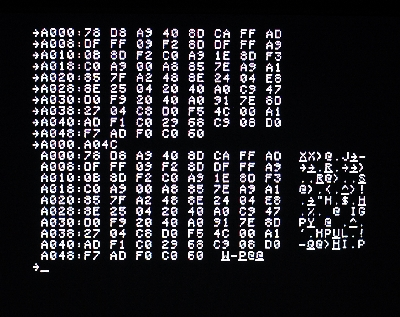 →A000:78 D8 A9 40 8D CA FF AD
→A008:DF FF 09 F2 8D DF FF A9
→A010:08 8D F2 C0 A9 1E 8D F3
→A018:C0 A9 00 A8 85 7E A9 A1
→A020:85 7F A2 48 8E 24 04 E8
→A028:8E 25 04 20 40 A0 C9 47
→A030:D0 F9 20 40 A0 91 7E 8D
→A038:27 04 C8 D0 F5 4C 00 A1
→A040:AD F1 C0 29 68 C9 08 D0
→A048:F7 AD F0 C0 60
→A000.A04C
A000:78 D8 A9 40 8D CA FF AD
A008:DF FF 09 F2 8D DF FF A9
A010:08 8D F2 C0 A9 1E 8D F3
A018:C0 A9 00 A8 85 7E A9 A1
A020:85 7F A2 48 8E 24 04 E8
A028:8E 25 04 20 40 A0 C9 47
A030:D0 F9 20 40 A0 91 7E 8D
A038:27 04 C8 D0 F5 4C 00 A1
A040:AD F1 C0 29 68 C9 08 D0
A048:F7 AD F0 C0 60
→_